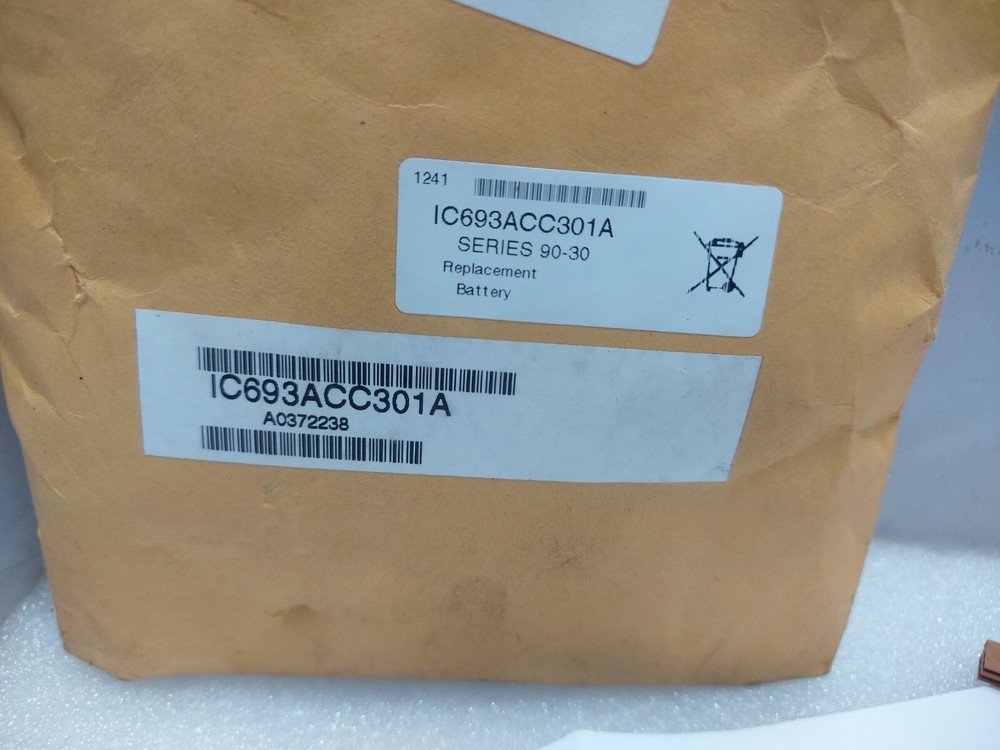 1241
IC693ACC301A
SERIES 90-30
Replacement
Battery
IC693ACC301A
A0372238